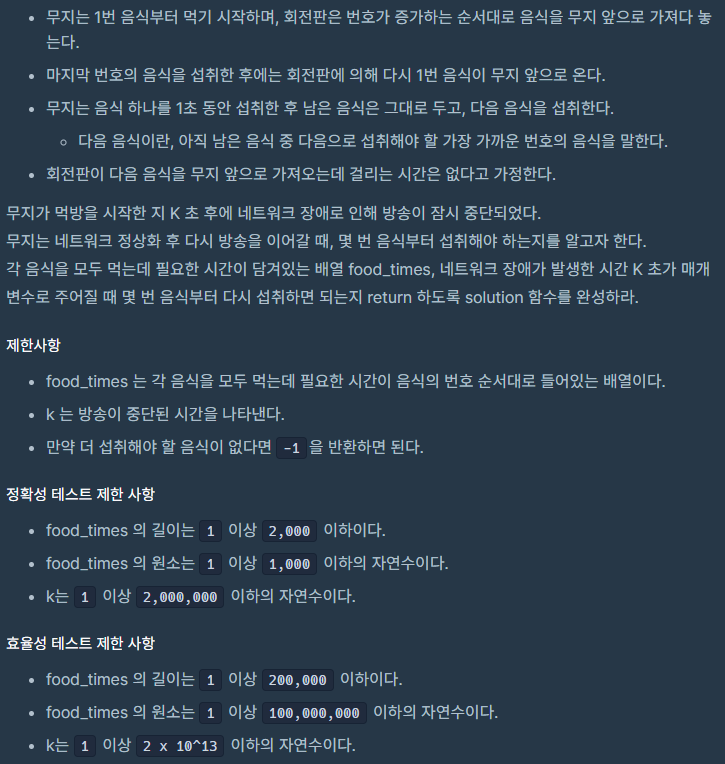 무지는 1번 음식부터 먹기 시작하며, 회전판은 번호가 증가하는 순서대로 음식을 무지 앞으로 가져다 놓
는다.
마지막 번호의 음식을 섭취한 후에는 회전판에 의해 다시 1번 음식이 무지 앞으로 온다.
무지는 음식 하나를 1초 동안 섭취한 후 남은 음식은 그대로 두고, 다음 음식을 섭취한다.
다음 음식이란, 아직 남은 음식 중 다음으로 섭취해야 할 가장 가까운 번호의 음식을 말한다.
회전판이 다음 음식을 무지 앞으로 가져오는데 걸리는 시간은 없다고 가정한다.
무지가 먹방을 시작한 지 K 초 후에 네트워크 장애로 인해 방송이 잠시 중단되었다.
무지는 네트워크 정상화 후 다시 방송을 이어갈 때, 몇 번 음식부터 섭취해야 하는지를 알고자 한다.
각 음식을 모두 먹는데 필요한 시간이 담겨있는 배열 food_times, 네트워크 장애가 발생한 시간 K 초가 매개
변수로 주어질 때 몇 번 음식부터 다시 섭취하면 되는지 return 하도록 solution 함수를 완성하라.
제한사항
food_times 는 각 음식을 모두 먹는데 필요한 시간이 음식의 번호 순서대로 들어있는 배열이다.
k 는 방송이 중단된 시간을 나타낸다.
만약 더 섭취해야 할 음식이 없다면 -1 을 반환하면 된다.
정확성 테스트 제한 사항
food_times 의 길이는 1 이상 2,000 이하이다.
food_times 의 원소는 1 이상 1,000 이하의 자연수이다.
k는 1 이상 2,000,000 이하의 자연수이다.
효율성 테스트 제한 사항
food_times 의 길이는 1 이상 200,000 이하이다.
food_times 의 원소는 1 이상 100,000,000 이하의 자연수이다.
k는 1 이상 2 x 10^13 이하의 자연수이다.